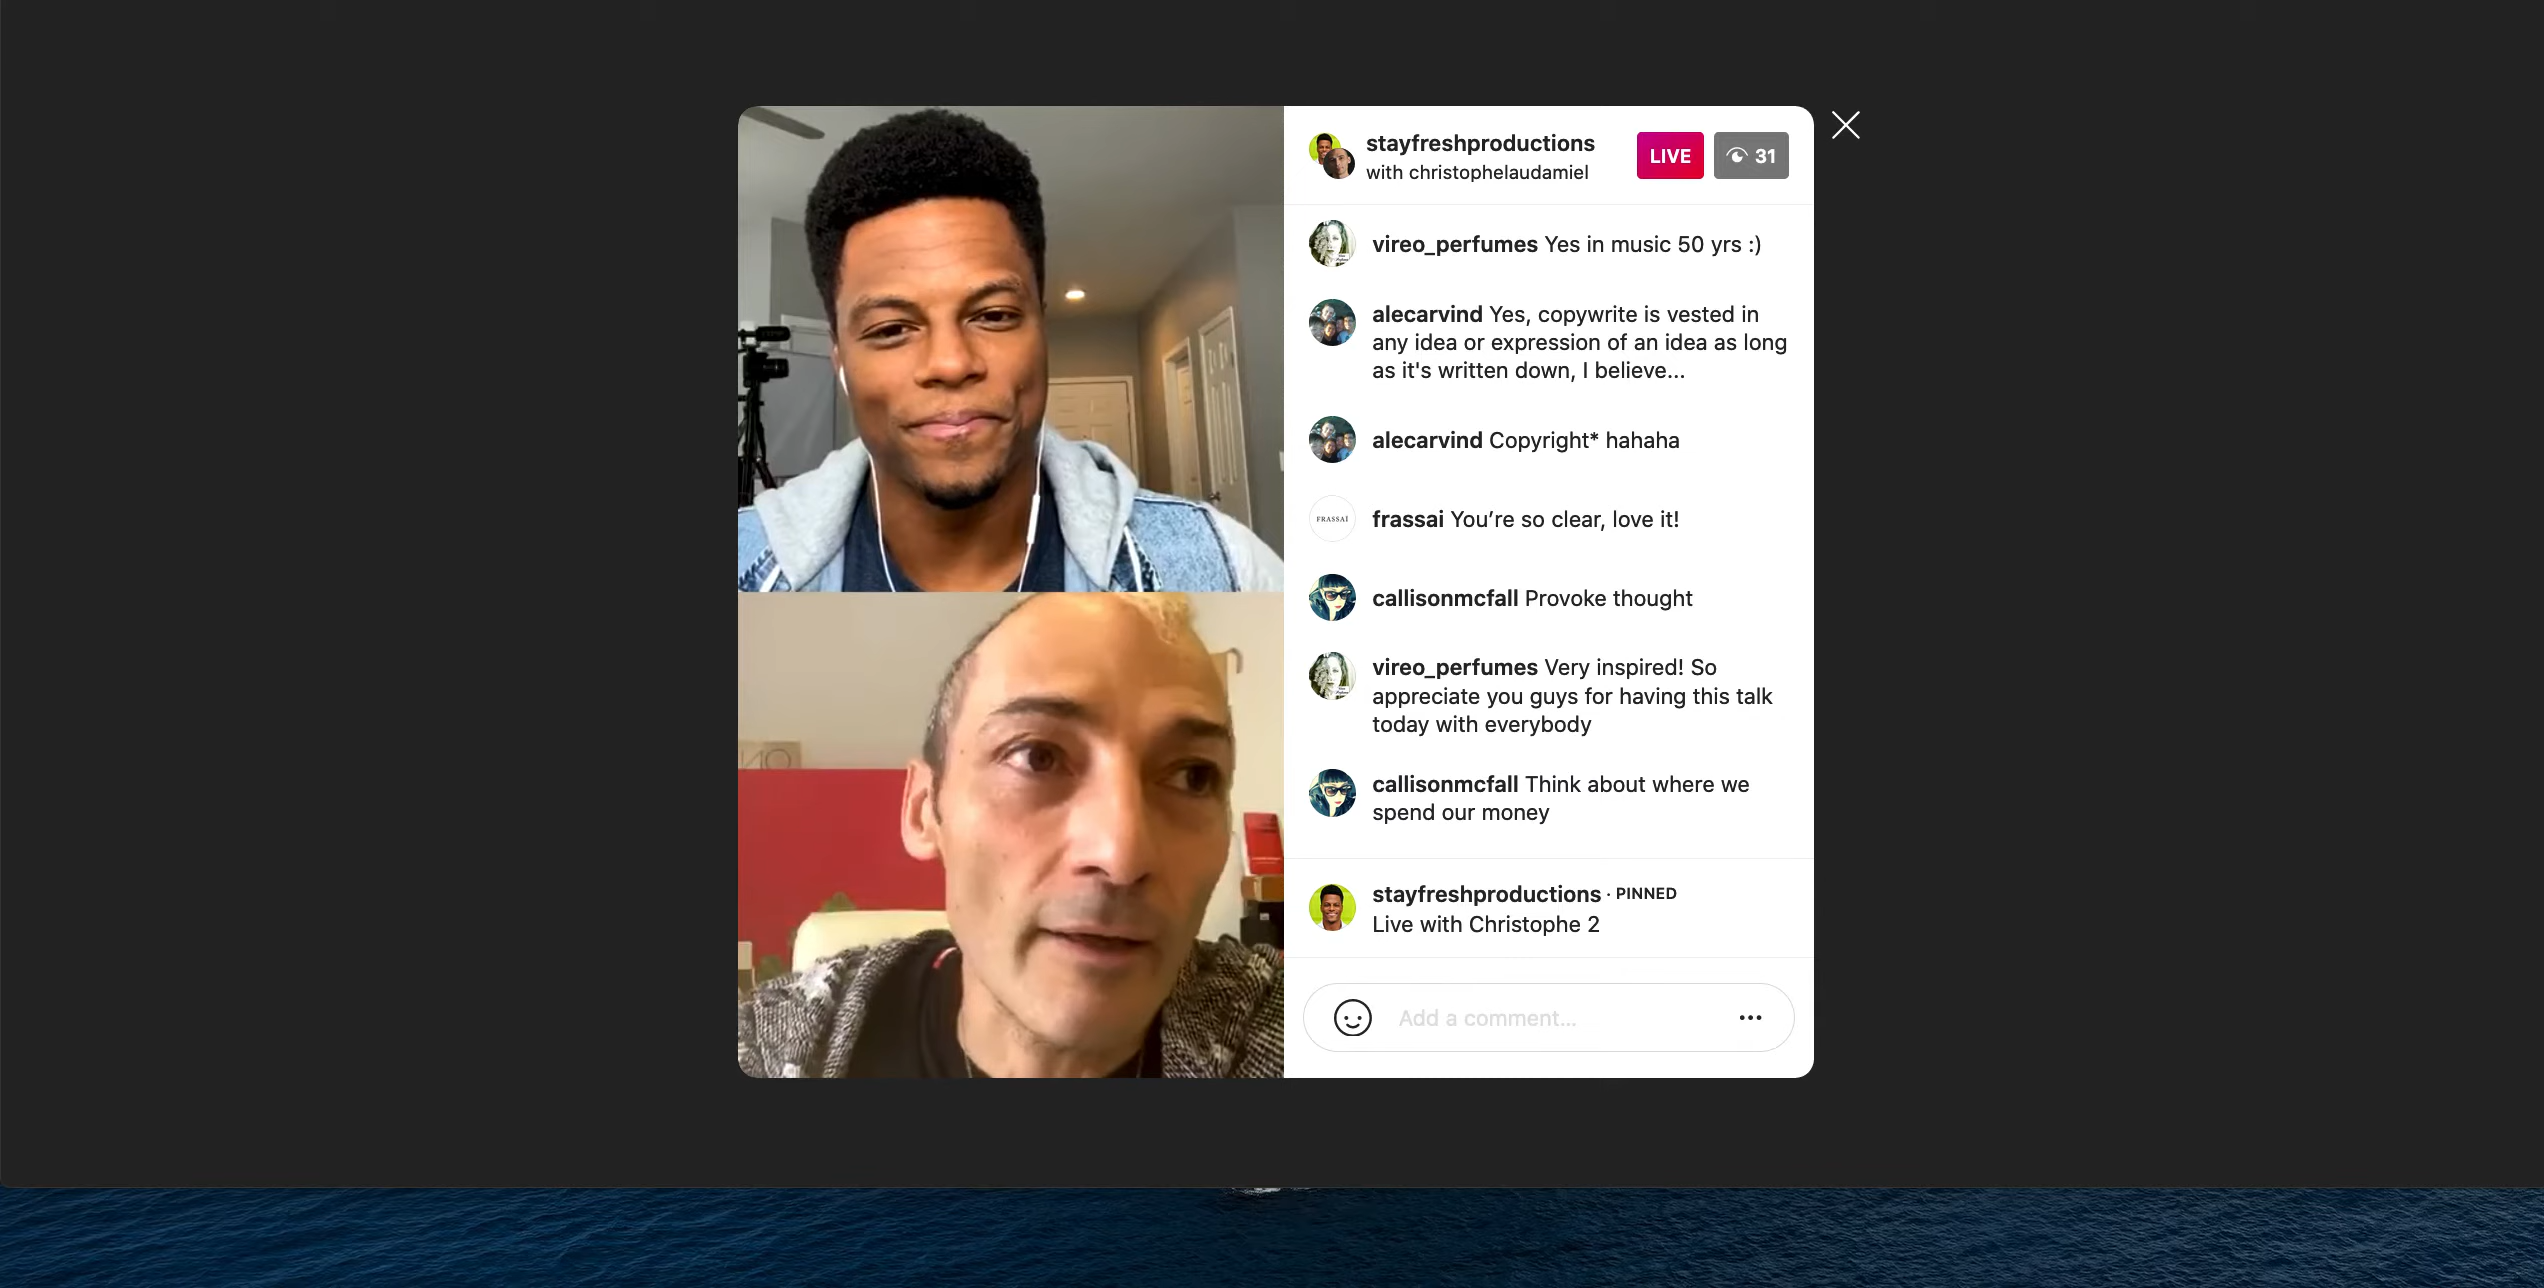 stayfreshproductions
with christophelaudamiel
LIVE
31
vireo_perfumes Yes in music 50 yrs :)
alecarvind Yes, copywrite is vested in
any idea or expression of an idea as long
as it's written down, I believe...
alecarvind Copyright* hahaha
FRASSAÏ
frassai You’re so clear, love it!
callisonmcfall Provoke thought
vireo_perfumes Very inspired! So
appreciate you guys for having this talk
today with everybody
callisonmcfall Think about where we
spend our money
stayfreshproductions · PINNED
Live with Christophe 2
Add a comment...